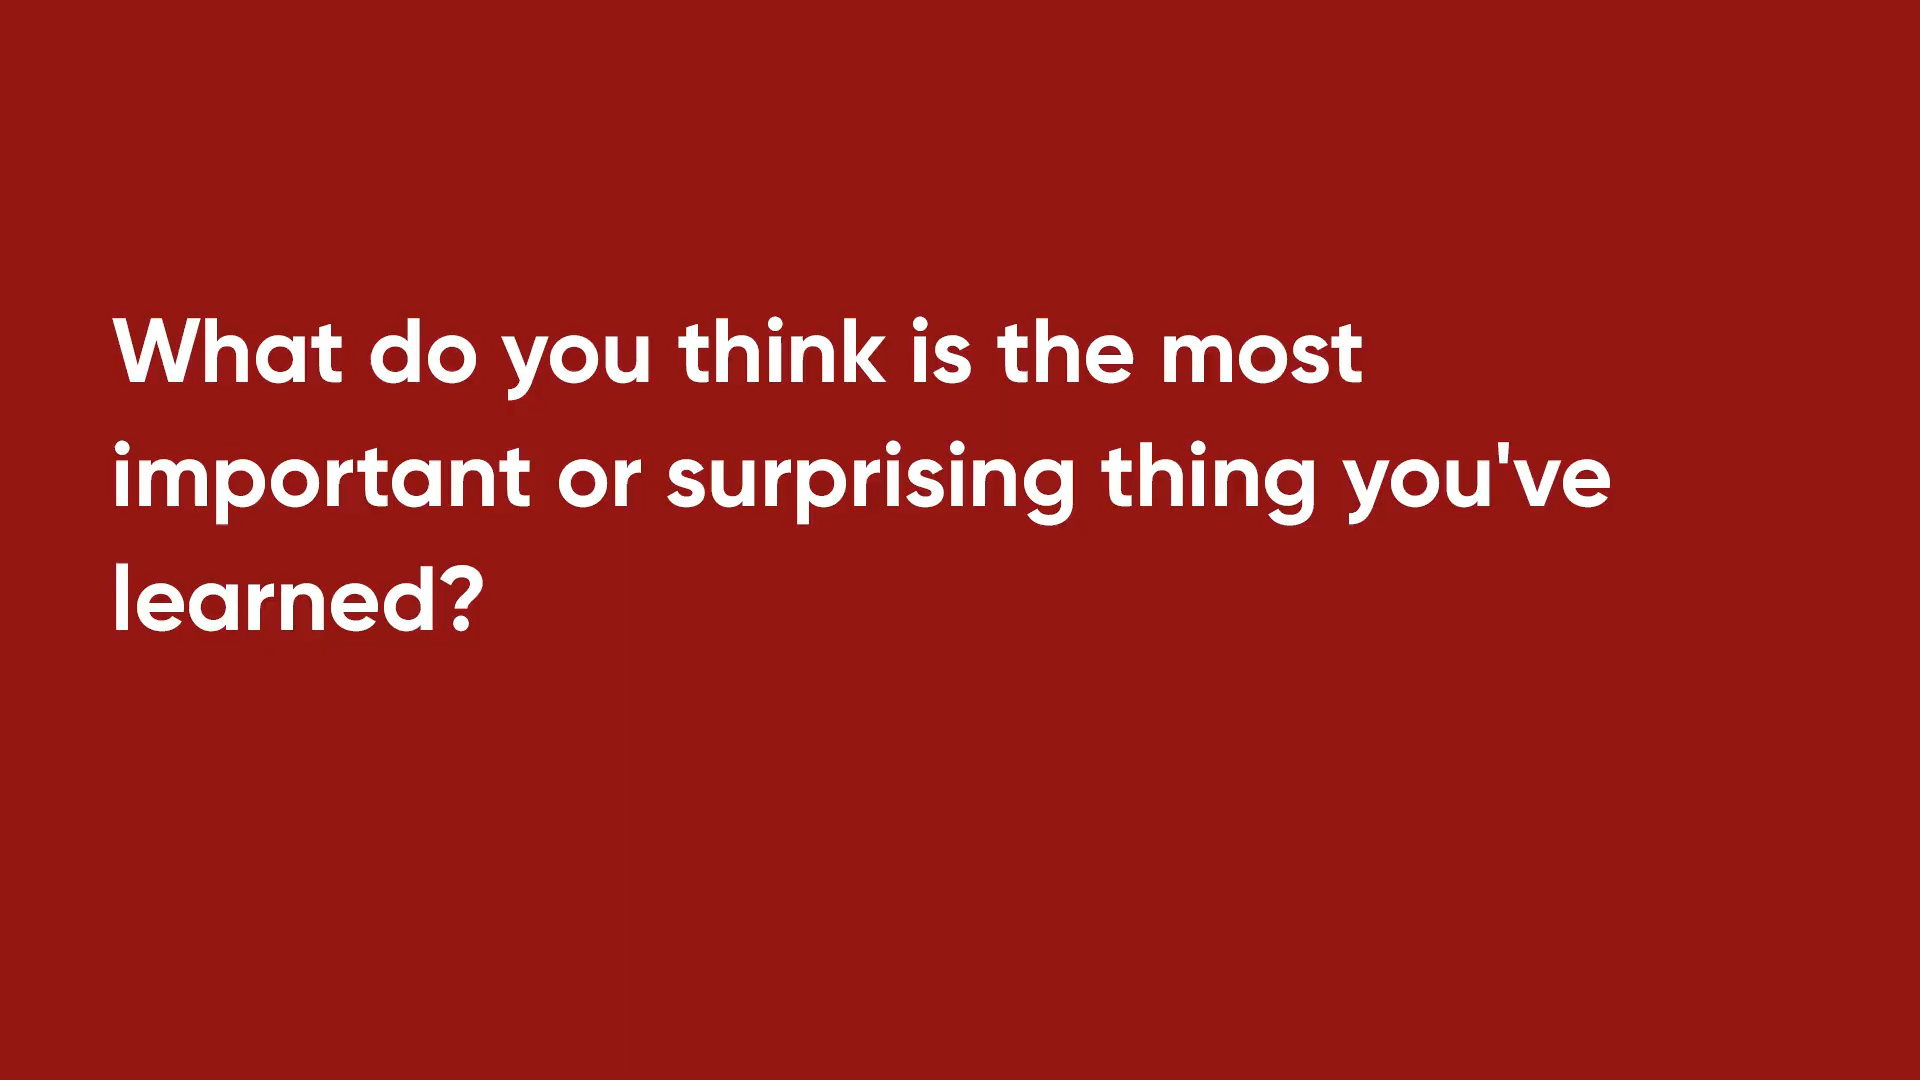 What do you think is the most
important or surprising thing you've
learned?